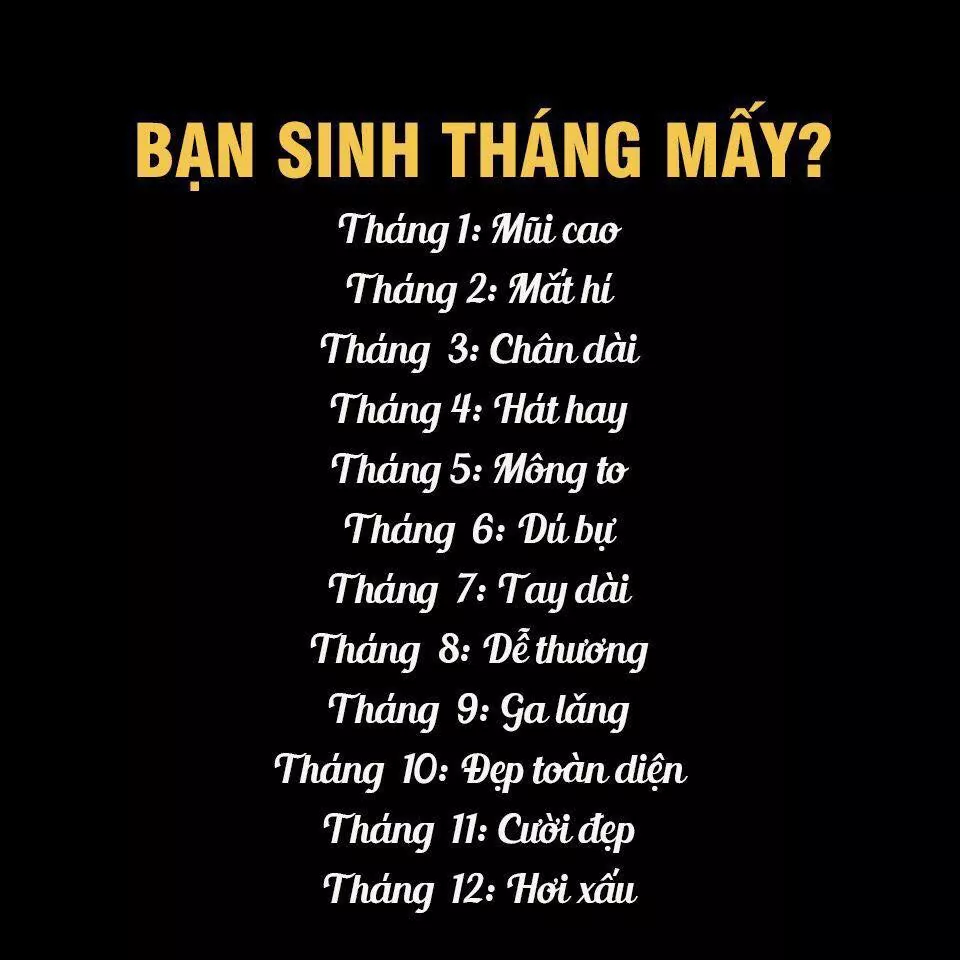 BẠN SINH THÁNG MẤY?
Tháng 1: Mũi cao
Tháng 2: Mắt hí
Tháng 3: Chân dài
Tháng 4: Hát hay
Tháng 5: Mông to
Tháng 6: Dú bự
Tháng 7: Tay dài
Tháng 8: Dễ thương
Tháng 9: Ga lăng
Tháng 10: Đẹp toàn diện
Tháng 11: Cười đẹp
Tháng 12: Hơi xấu